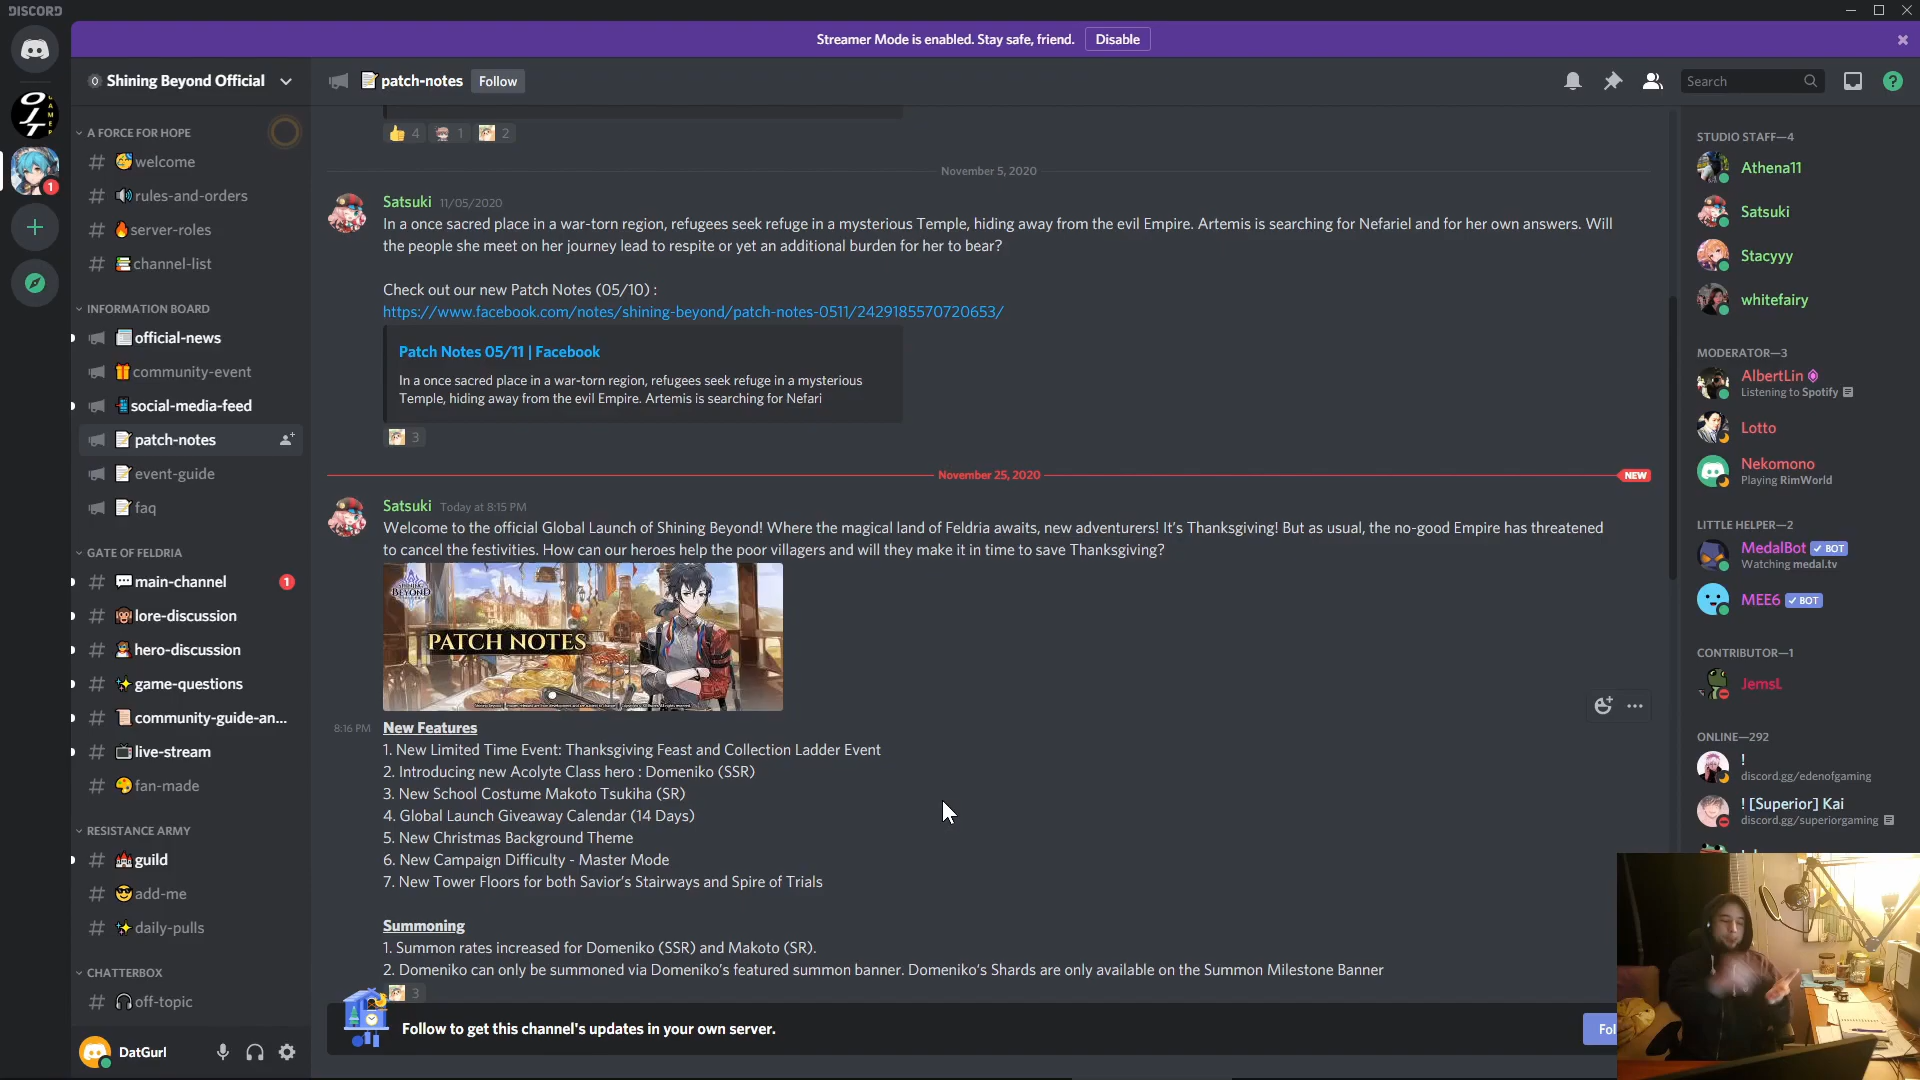 DISCORD
Streamer Mode is enabled. Stay safe, friend.
Disable
Shining Beyond Official
patch-notes
Follow
Search
A FORCE FOR HOPE
welcome
rules-and-orders
server-roles
channel-list
INFORMATION BOARD
official-news
community-event
social-media-feed
patch-notes
event-guide
faq
GATE OF FELDRIA
main-channel
1
lore-discussion
hero-discussion
game-questions
community-guide-an...
live-stream
fan-made
RESISTANCE ARMY
guild
add-me
daily-pulls
CHATTERBOX
off-topic
DatGurl
1
4
1
2
November 5, 2020
Satsuki 11/05/2020
In a once sacred place in a war-torn region, refugees seek refuge in a mysterious Temple, hiding away from the evil Empire. Artemis is searching for Nefariel and for her own answers. Will
the people she meet on her journey lead to respite or yet an additional burden for her to bear?
Check out our new Patch Notes (05/10) :
https://www.facebook.com/notes/shining-beyond/patch-notes-0511/2429185570720653/
Patch Notes 05/11 | Facebook
In a once sacred place in a war-torn region, refugees seek refuge in a mysterious
Temple, hiding away from the evil Empire. Artemis is searching for Nefari
3
November 25, 2020
NEW
Satsuki Today at 8:15 PM
Welcome to the official Global Launch of Shining Beyond! Where the magical land of Feldria awaits, new adventurers! It's Thanksgiving! But as usual, the no-good Empire has threatened
to cancel the festivities. How can our heroes help the poor villagers and will they make it in time to save Thanksgiving?
SHINING
BEYOND
PATCH NOTES
8:16 PM
New Features
1. New Limited Time Event: Thanksgiving Feast and Collection Ladder Event
2. Introducing new Acolyte Class hero : Domeniko (SSR)
3. New School Costume Makoto Tsukiha (SR)
4. Global Launch Giveaway Calendar (14 Days)
5. New Christmas Background Theme
6. New Campaign Difficulty - Master Mode
7. New Tower Floors for both Savior's Stairways and Spire of Trials
Summoning
1. Summon rates increased for Domeniko (SSR) and Makoto (SR).
2. Domeniko can only be summoned via Domeniko's featured summon banner. Domeniko's Shards are only available on the Summon Milestone Banner
3
Follow to get this channel's updates in your own server.
Fol
STUDIO STAFF—4
Athena11
Satsuki
Stacyyy
whitefairy
MODERATOR—3
AlbertLin
Listening to Spotify
Lotto
Nekomono
Playing RimWorld
LITTLE HELPER—2
MedalBot
BOT
Watching medal.tv
MEE6
BOT
CONTRIBUTOR—1
JemsL
ONLINE—292
!
discord.gg/edenofgaming
! [Superior] Kai
discord.gg/superiorgaming